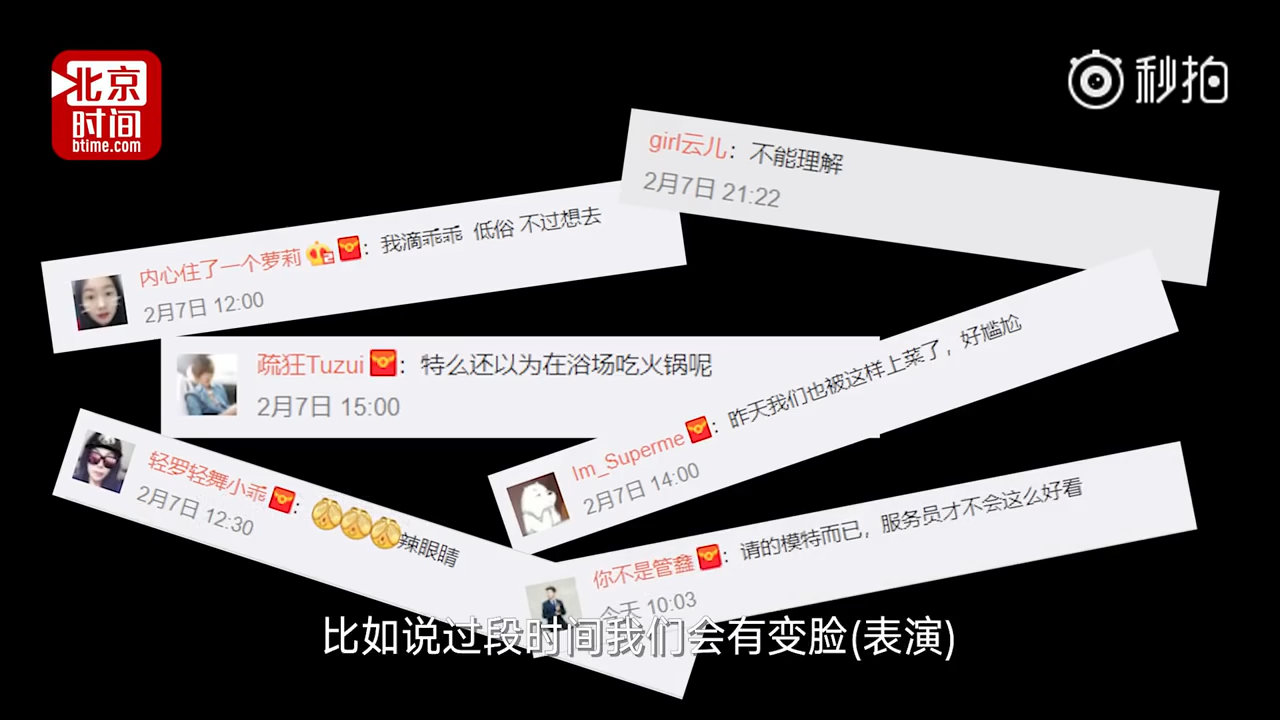 北京
时间
btime.com
秒拍
girl云儿：不能理解
2月7日 21:22
内心住了一个萝莉：我滴乖乖 低俗 不过想去
2月7日 12:00
疏狂Tuzui：特么还以为在浴场吃火锅呢
2月7日 15:00
Im_Superme：昨天我们也被这样上菜了，好尴尬
2月7日 14:00
轻罗轻舞小乖：辣眼睛
2月7日 12:30
你不是管鑫：请的模特而已，服务员才不会这么好看
今天 10:03
比如说过段时间我们会有变脸(表演)